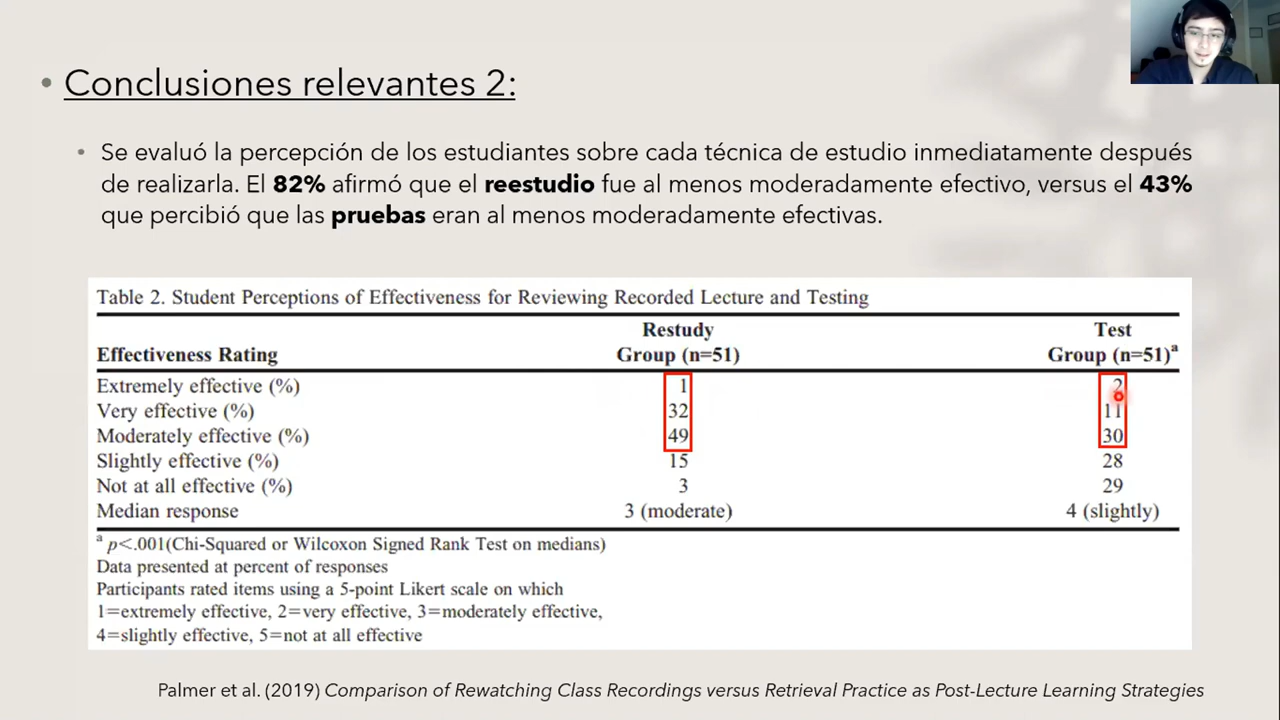 • Conclusiones relevantes 2:
• Se evaluó la percepción de los estudiantes sobre cada técnica de estudio inmediatamente después
de realizarla. El 82% afirmó que el reestudio fue al menos moderadamente efectivo, versus el 43%
que percibió que las pruebas eran al menos moderadamente efectivas.
Table 2. Student Perceptions of Effectiveness for Reviewing Recorded Lecture and Testing
Restudy Test
Effectiveness Rating Group (n=51) Group (n=51)a
Extremely effective (%) 1 2
Very effective (%) 32 11
Moderately effective (%) 49 30
Slightly effective (%) 15 28
Not at all effective (%) 3 29
Median response 3 (moderate) 4 (slightly)
a p<.001(Chi-Squared or Wilcoxon Signed Rank Test on medians)
Data presented at percent of responses
Participants rated items using a 5-point Likert scale on which
1=extremely effective, 2=very effective, 3=moderately effective,
4=slightly effective, 5=not at all effective
Palmer et al. (2019) Comparison of Rewatching Class Recordings versus Retrieval Practice as Post-Lecture Learning Strategies